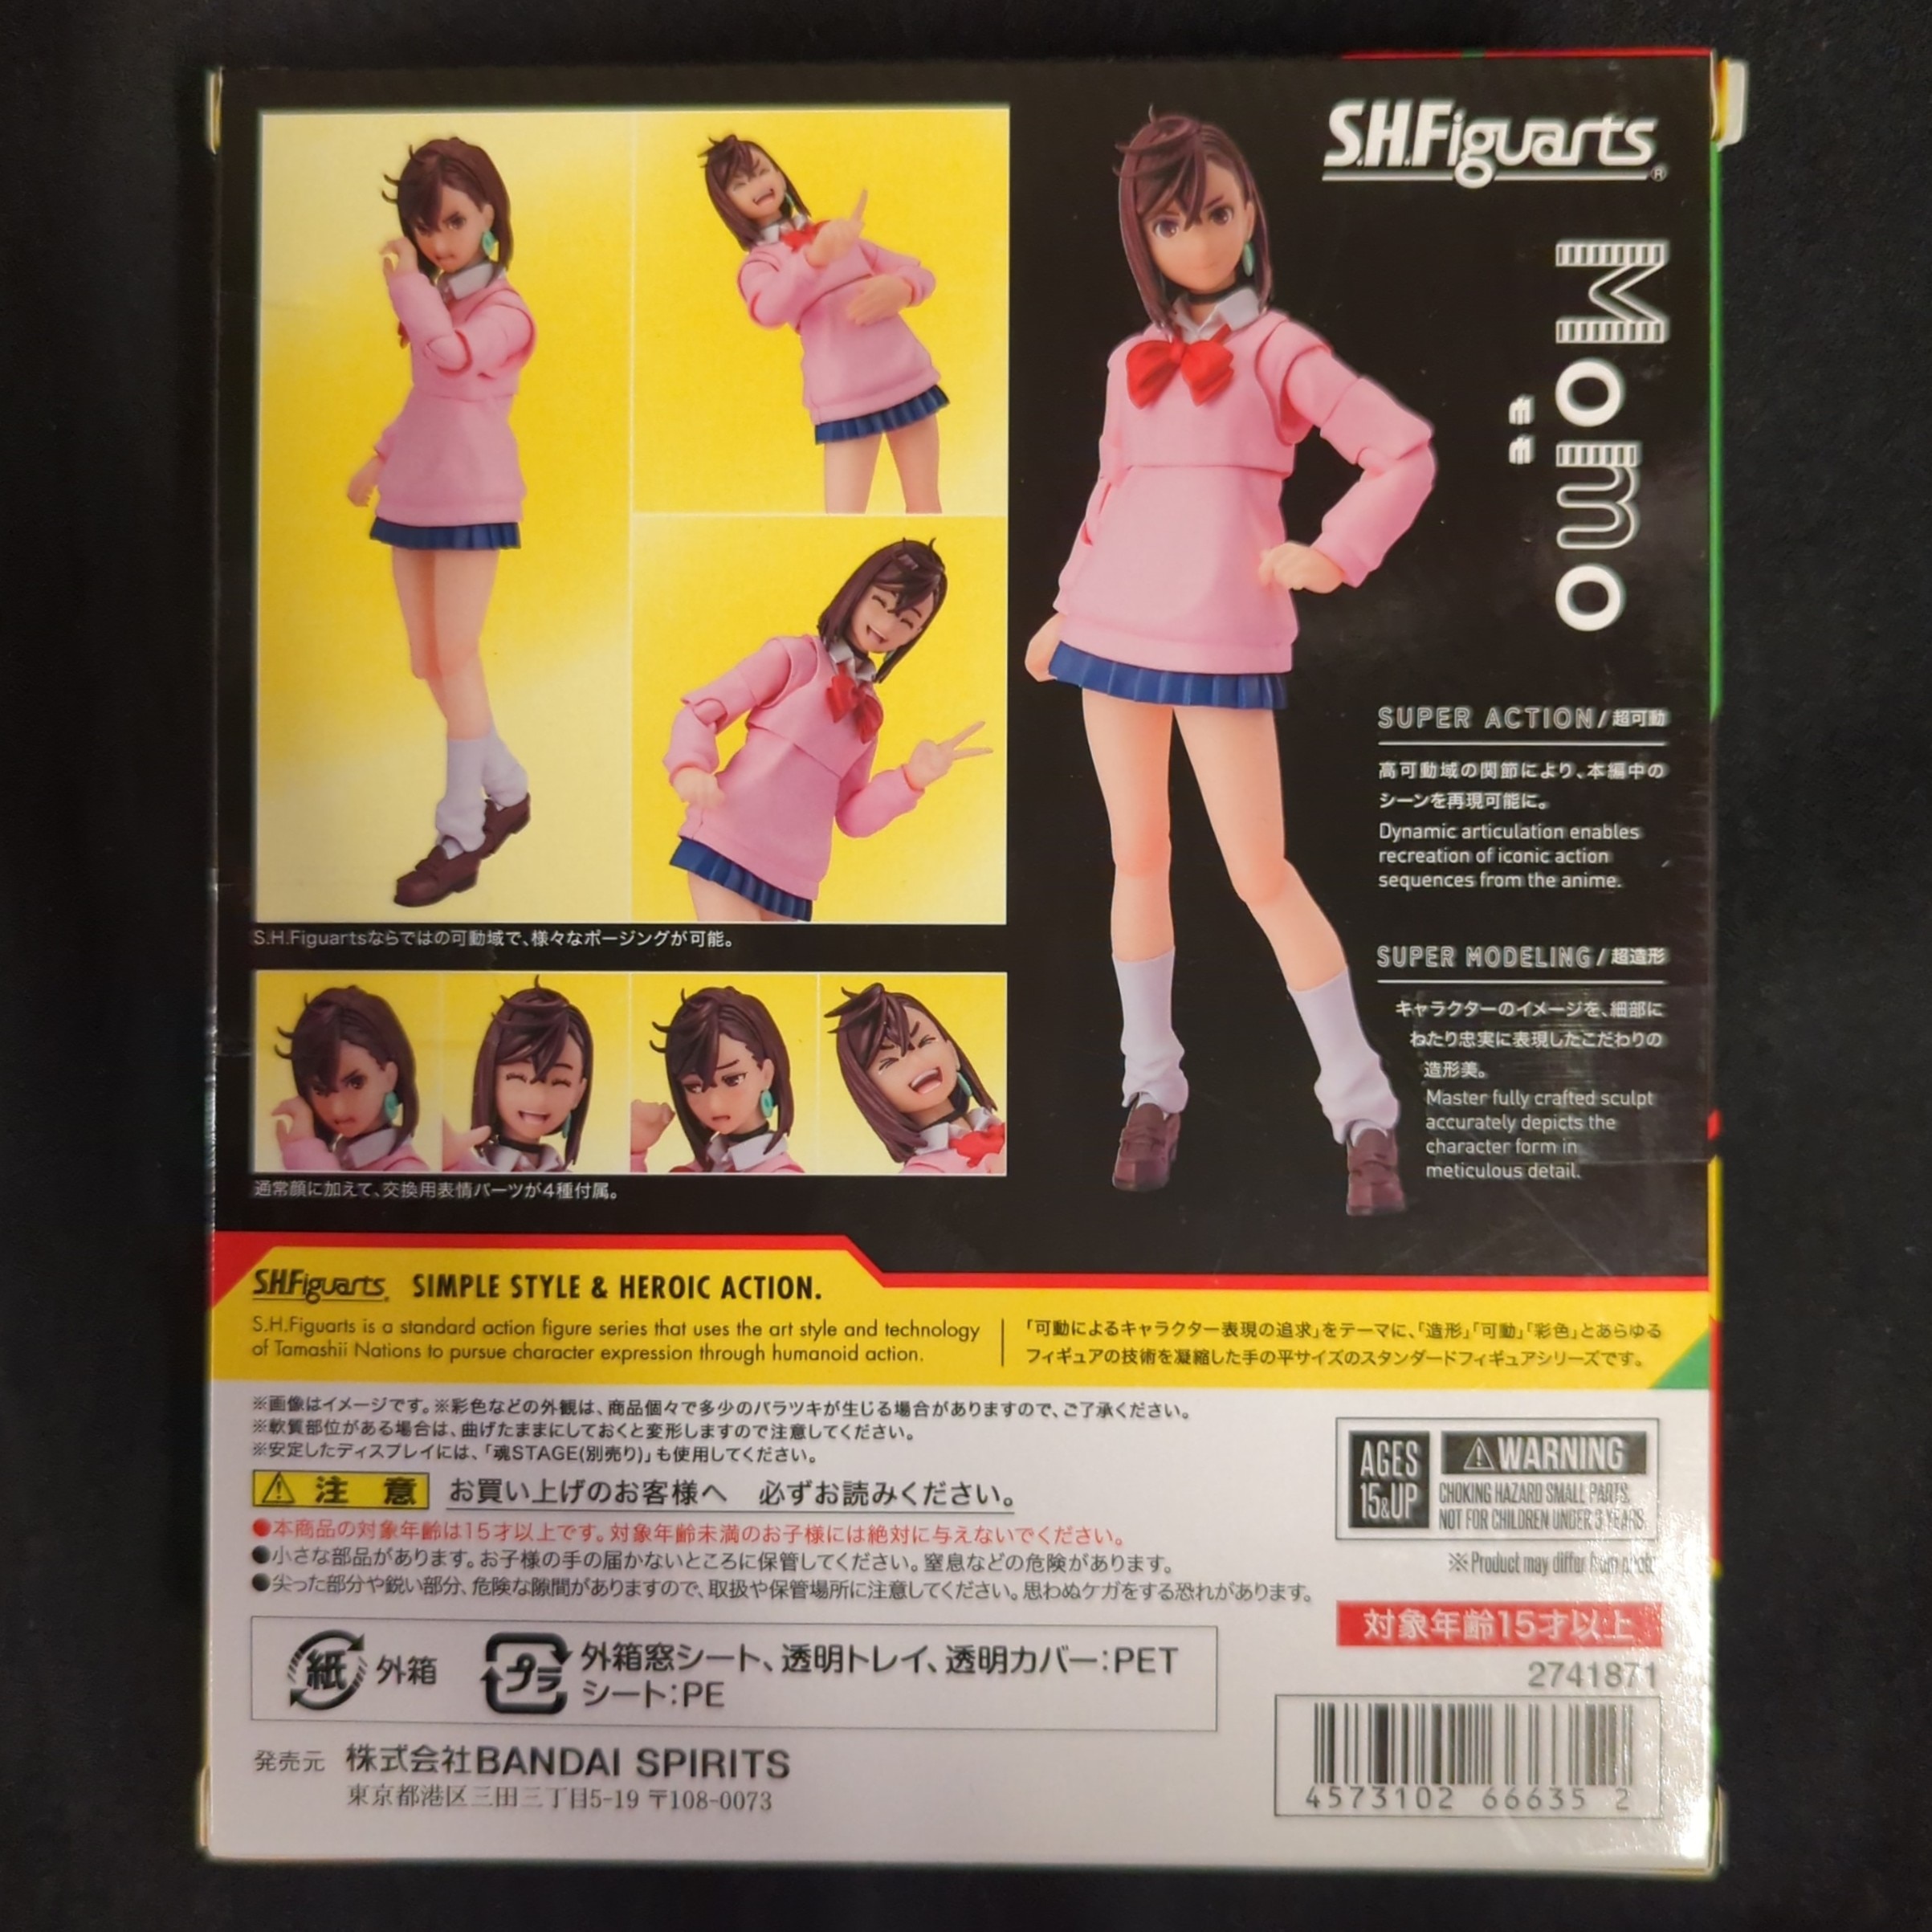 S.H.Figuarts®
Momo
モモ
SUPER ACTION/超可動
高可動域の関節により、本編中の
シーンを再現可能に。
Dynamic articulation enables
recreation of iconic action
sequences from the anime.
SUPER MODELING/超造形
キャラクターのイメージを、細部に
わたり忠実に表現したこだわりの
造形美。
Master fully crafted sculpt
accurately depicts the
character form in
meticulous detail.
S.H.Figuartsならではの可動域で、様々なポージングが可能。
通常顔に加えて、交換用表情パーツが4種付属。
S.H.Figuarts® SIMPLE STYLE & HEROIC ACTION.
S.H.Figuarts is a standard action figure series that uses the art style and technology
of Tamashii Nations to pursue character expression through humanoid action.
「可動によるキャラクター表現の追求」をテーマに、「造形」「可動」「彩色」とあらゆる
フィギュアの技術を凝縮した手の平サイズのスタンダードフィギュアシリーズです。
※画像はイメージです。※彩色などの外観は、商品個々で多少のバラツキが生じる場合がありますので、ご了承ください。
※軟質部位がある場合は、曲げたままにしておくと変形しますので注意してください。
※安定したディスプレイには、「魂STAGE(別売り)」も使用してください。
注 意 お買い上げのお客様へ 必ずお読みください。
●本商品の対象年齢は15才以上です。対象年齢未満のお子様には絶対に与えないでください。
●小さな部品があります。お子様の手の届かないところに保管してください。窒息などの危険があります。
●尖った部分や鋭い部分、危険な隙間がありますので、取扱や保管場所に注意してください。思わぬケガをする恐れがあります。
AGES
15&UP
WARNING
CHOKING HAZARD SMALL PARTS.
NOT FOR CHILDREN UNDER 3 YEARS.
※Product may differ from
対象年齢15才以上
2741871
紙 外箱
プラ 外箱窓シート、透明トレイ、透明カバー:PET
シート:PE
発売元 株式会社BANDAI SPIRITS
東京都港区三田三丁目5-19 〒108-0073
4573102 66635 2